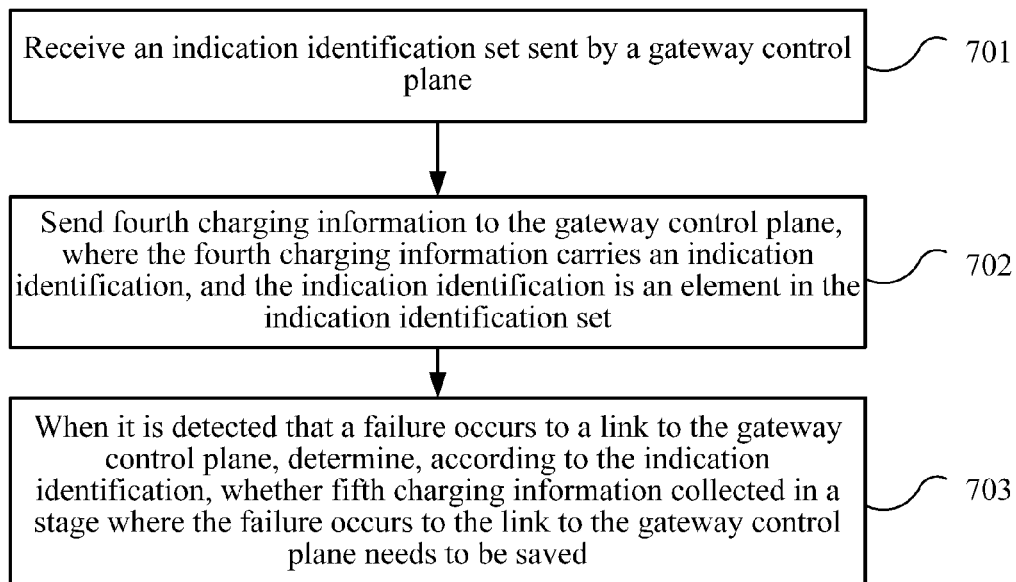 Receive an indication identification set sent by a gateway control
plane
701
Send fourth charging information to the gateway control plane,
where the fourth charging information carries an indication
identification, and the indication identification is an element in the
indication identification set
702
When it is detected that a failure occurs to a link to the gateway
control plane, determine, according to the indication
identification, whether fifth charging information collected in a
stage where the failure occurs to the link to the gateway control
plane needs to be saved
703